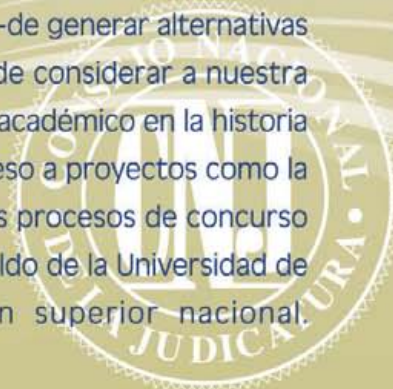 -de generar alternativas
de considerar a nuestra
académico en la historia
eso a proyectos como la
s procesos de concurso
ldo de la Universidad de
n superior nacional.
CONSEJO NACIONAL
DE LA JUDICATURA
CNJ